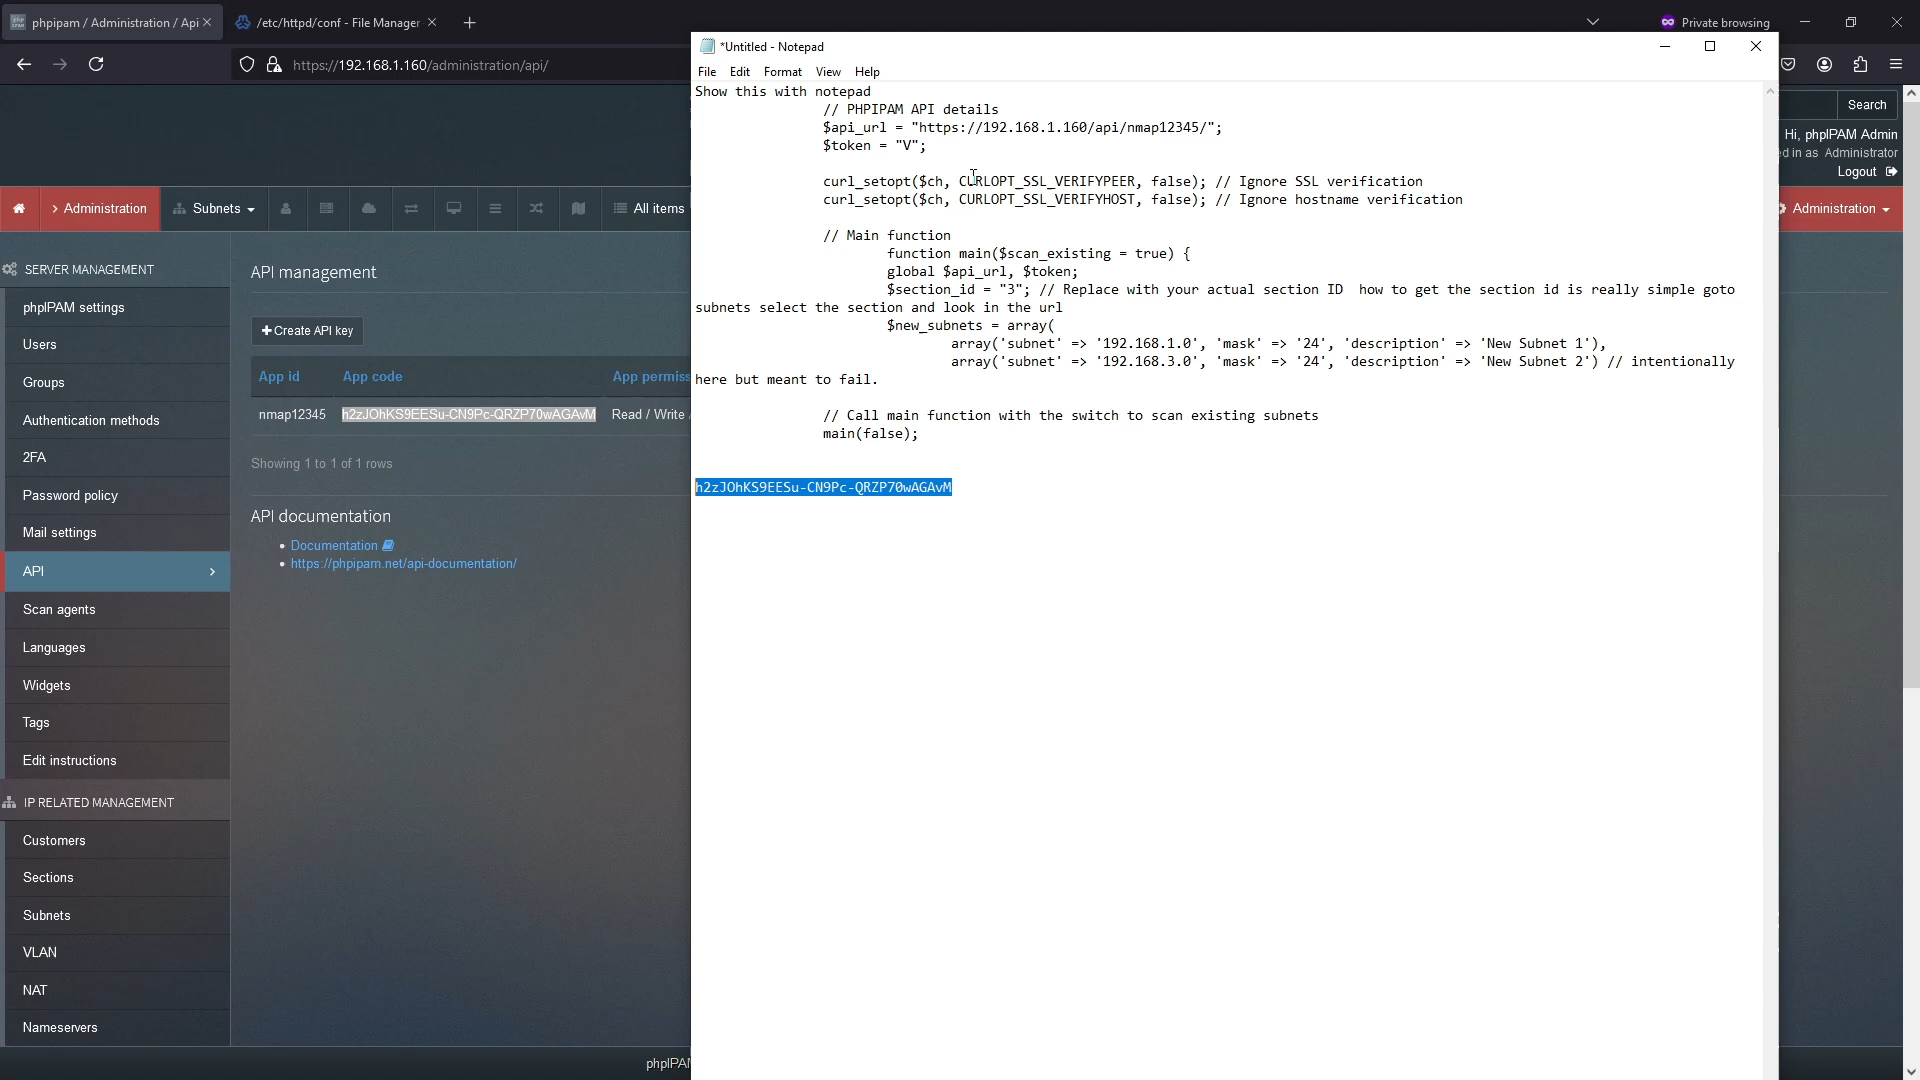 phpipam / Administration / Api
/etc/httpd/conf - File Manager
Private browsing
https://192.168.1.160/administration/api/
*Untitled - Notepad
File Edit Format View Help
Show this with notepad
// PHPIPAM API details
$api_url = "https://192.168.1.160/api/nmap12345/";
$token = "V";
curl_setopt($ch, CURLOPT_SSL_VERIFYPEER, false); // Ignore SSL verification
curl_setopt($ch, CURLOPT_SSL_VERIFYHOST, false); // Ignore hostname verification
// Main function
function main($scan_existing = true) {
global $api_url, $token;
$section_id = "3"; // Replace with your actual section ID  how to get the section id is really simple goto
subnets select the section and look in the url
$new_subnets = array(
array('subnet' => '192.168.1.0', 'mask' => '24', 'description' => 'New Subnet 1'),
array('subnet' => '192.168.3.0', 'mask' => '24', 'description' => 'New Subnet 2') // intentionally
here but meant to fail.
// Call main function with the switch to scan existing subnets
main(false);
h2zJOhKS9EESu-CN9Pc-QRZP70wAGAvM
Search
Hi, phpIPAM Admin
ed in as Administrator
Logout
Administration
Subnets
All items
Administration
SERVER MANAGEMENT
phpIPAM settings
Users
Groups
Authentication methods
2FA
Password policy
Mail settings
API
Scan agents
Languages
Widgets
Tags
Edit instructions
IP RELATED MANAGEMENT
Customers
Sections
Subnets
VLAN
NAT
Nameservers
API management
Create API key
App id App code App permiss
nmap12345 h2zJOhKS9EESu-CN9Pc-QRZP70wAGAvM Read / Write
Showing 1 to 1 of 1 rows
API documentation
Documentation
https://phpipam.net/api-documentation/
phpIPAM